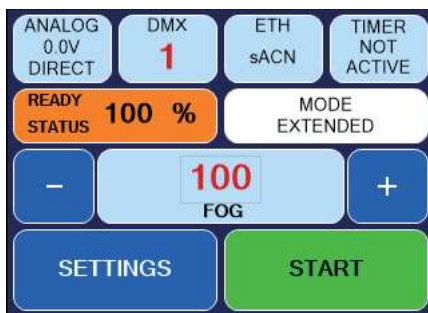 ANALOG
0.0V
DIRECT
DMX
1
ETH
sACN
TIMER
NOT
ACTIVE
READY
STATUS
100 %
MODE
EXTENDED
−
100
FOG
+
SETTINGS
START